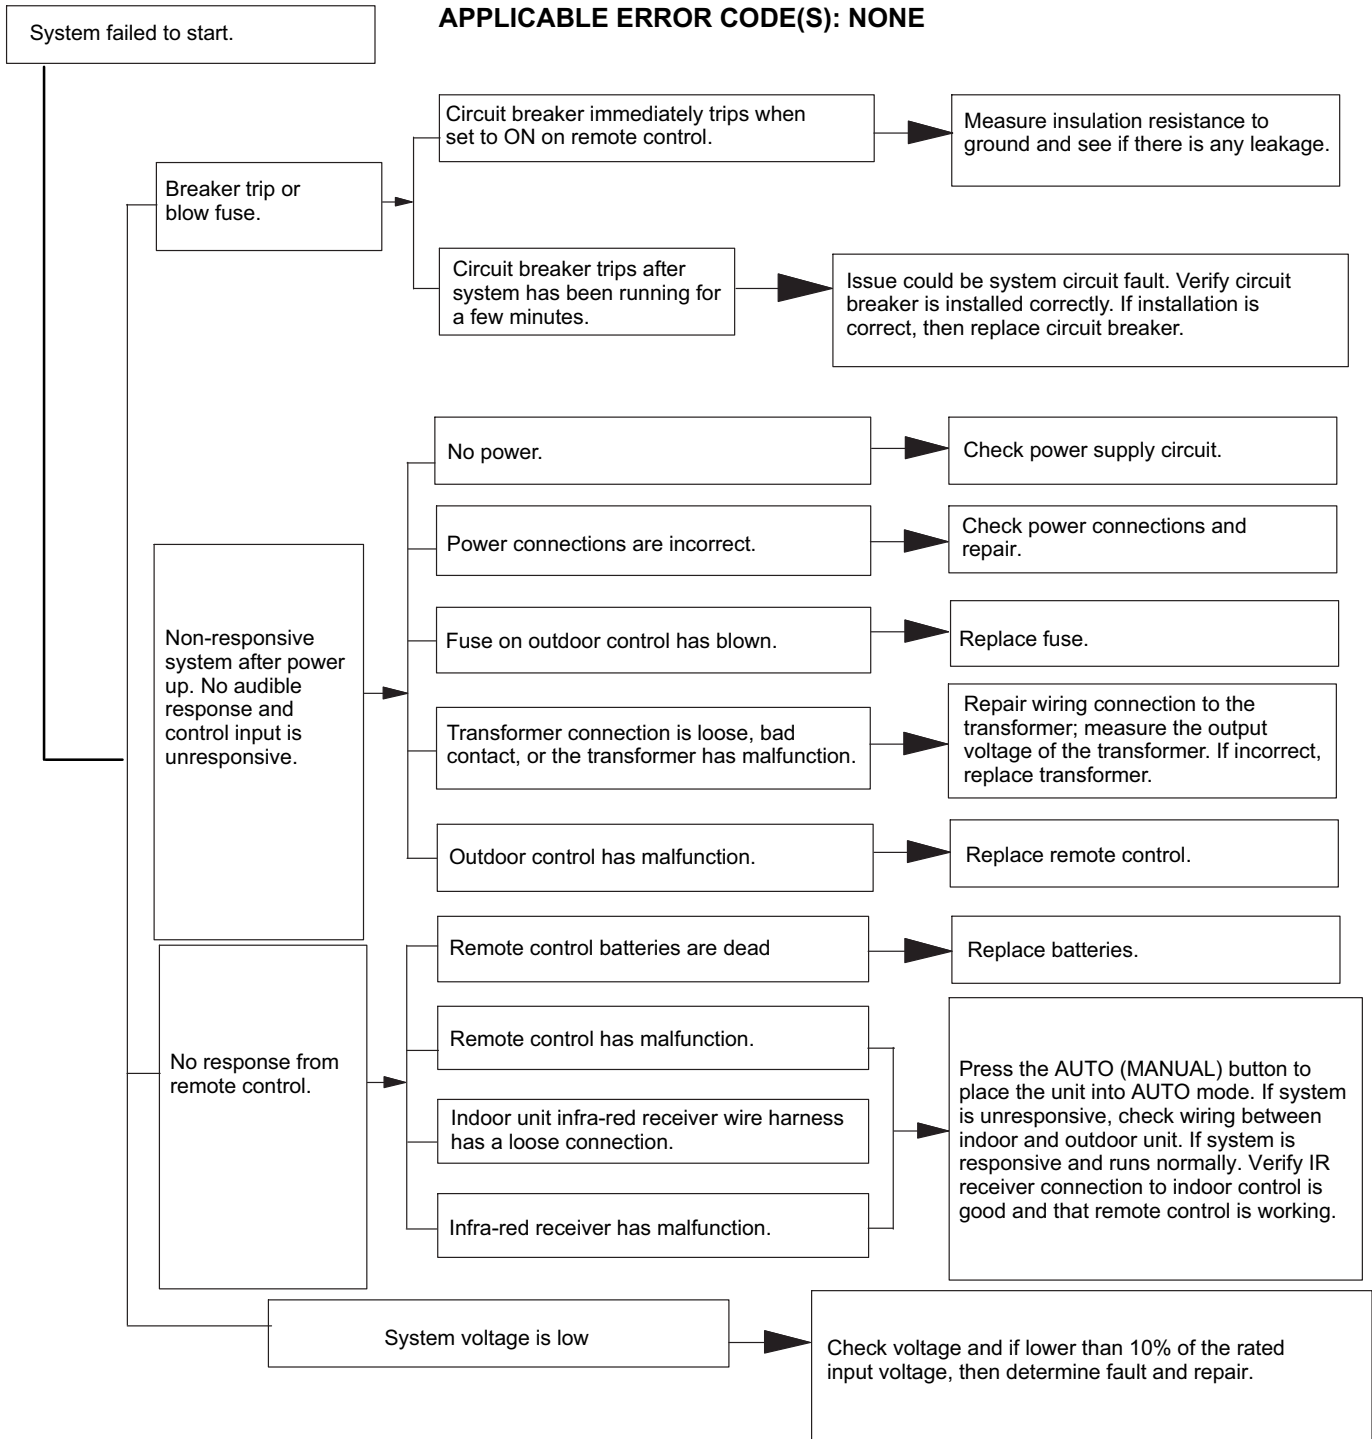 APPLICABLE ERROR CODE(S): NONE
System failed to start.
Breaker trip or
blow fuse.
Circuit breaker immediately trips when
set to ON on remote control.
Measure insulation resistance to
ground and see if there is any leakage.
Circuit breaker trips after
system has been running for
a few minutes.
Issue could be system circuit fault. Verify circuit
breaker is installed correctly. If installation is
correct, then replace circuit breaker.
Non-responsive
system after power
up. No audible
response and
control input is
unresponsive.
No power.
Check power supply circuit.
Power connections are incorrect.
Check power connections and
repair.
Fuse on outdoor control has blown.
Replace fuse.
Transformer connection is loose, bad
contact, or the transformer has malfunction.
Repair wiring connection to the
transformer; measure the output
voltage of the transformer. If incorrect,
replace transformer.
Outdoor control has malfunction.
Replace remote control.
No response from
remote control.
Remote control batteries are dead
Replace batteries.
Remote control has malfunction.
Indoor unit infra-red receiver wire harness
has a loose connection.
Infra-red receiver has malfunction.
Press the AUTO (MANUAL) button to
place the unit into AUTO mode. If system
is unresponsive, check wiring between
indoor and outdoor unit. If system is
responsive and runs normally. Verify IR
receiver connection to indoor control is
good and that remote control is working.
System voltage is low
Check voltage and if lower than 10% of the rated
input voltage, then determine fault and repair.